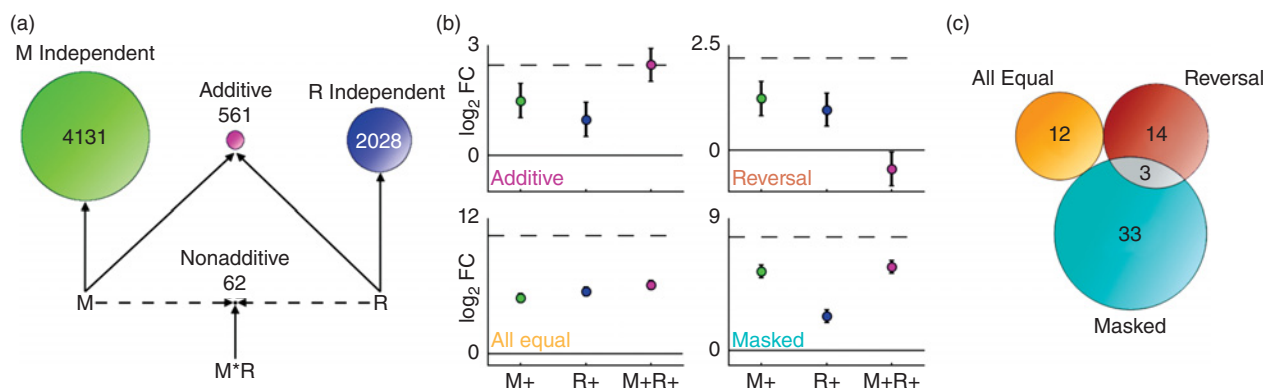 (a)
M Independent
4131
Additive
561
R Independent
2028
Nonadditive
62
M
R
M*R
(b)
3
log2 FC
0
Additive
2.5
0
Reversal
12
log2 FC
0
All equal
M+ R+ M+R+
9
0
Masked
M+ R+ M+R+
(c)
All Equal
Reversal
12
14
3
33
Masked